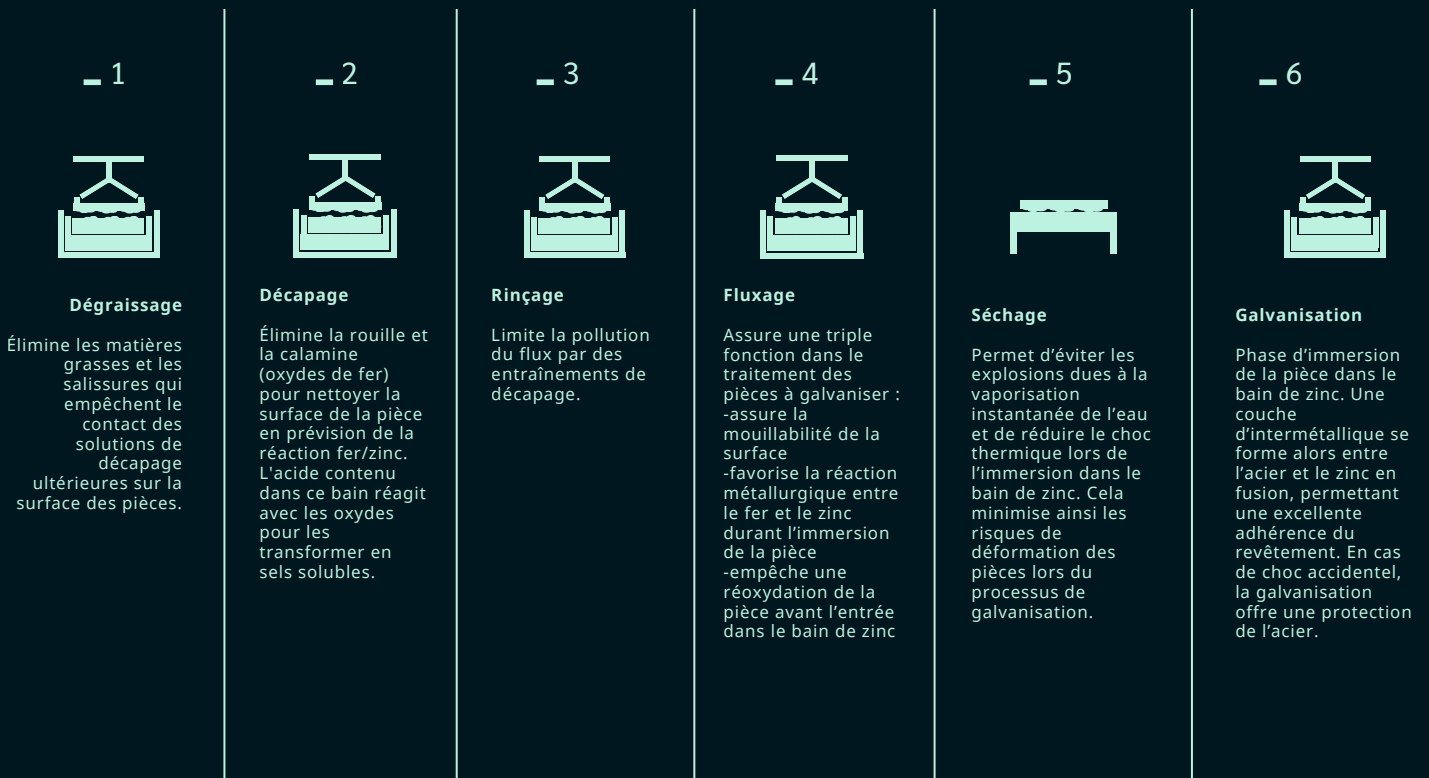 1
Dégraissage
Élimine les matières
grasses et les
salissures qui
empêchent le
contact des
solutions de
décapage
ultérieures sur la
surface des pièces.
2
Décapage
Élimine la rouille et
la calamine
(oxydes de fer)
pour nettoyer la
surface de la pièce
en prévision de la
réaction fer/zinc.
L'acide contenu
dans ce bain réagit
avec les oxydes
pour les
transformer en
sels solubles.
3
Rinçage
Limite la pollution
du flux par des
entraînements de
décapage.
4
Fluxage
Assure une triple
fonction dans le
traitement des
pièces à galvaniser :
-assure la
mouillabilité de la
surface
-favorise la réaction
métallurgique entre
le fer et le zinc
durant l’immersion
de la pièce
-empêche une
réoxydation de la
pièce avant l’entrée
dans le bain de zinc
5
Séchage
Permet d’éviter les
explosions dues à la
vaporisation
instantanée de l’eau
et de réduire le choc
thermique lors de
l’immersion dans le
bain de zinc. Cela
minimise ainsi les
risques de
déformation des
pièces lors du
processus de
galvanisation.
6
Galvanisation
Phase d’immersion
de la pièce dans le
bain de zinc. Une
couche
d’intermétallique se
forme alors entre
l’acier et le zinc en
fusion, permettant
une excellente
adhérence du
revêtement. En cas
de choc accidentel,
la galvanisation
offre une protection
de l’acier.